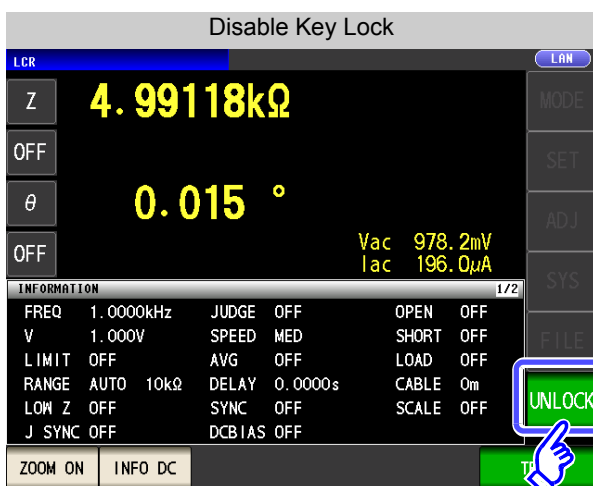 Disable Key Lock
LCR LAN
Z 4.99118kΩ MODE
OFF SET
θ 0.015 ° ADJ
OFF Vac 978.2mV
Iac 196.0µA
SYS
INFORMATION 1/2
FREQ 1.0000kHz JUDGE OFF OPEN OFF
V 1.000V SPEED MED SHORT OFF FILE
LIMIT OFF AVG OFF LOAD OFF
RANGE AUTO 10kΩ DELAY 0.0000s CABLE 0m
LOW Z OFF SYNC OFF SCALE OFF UNLOCK
J SYNC OFF DCBIAS OFF
ZOOM ON INFO DC